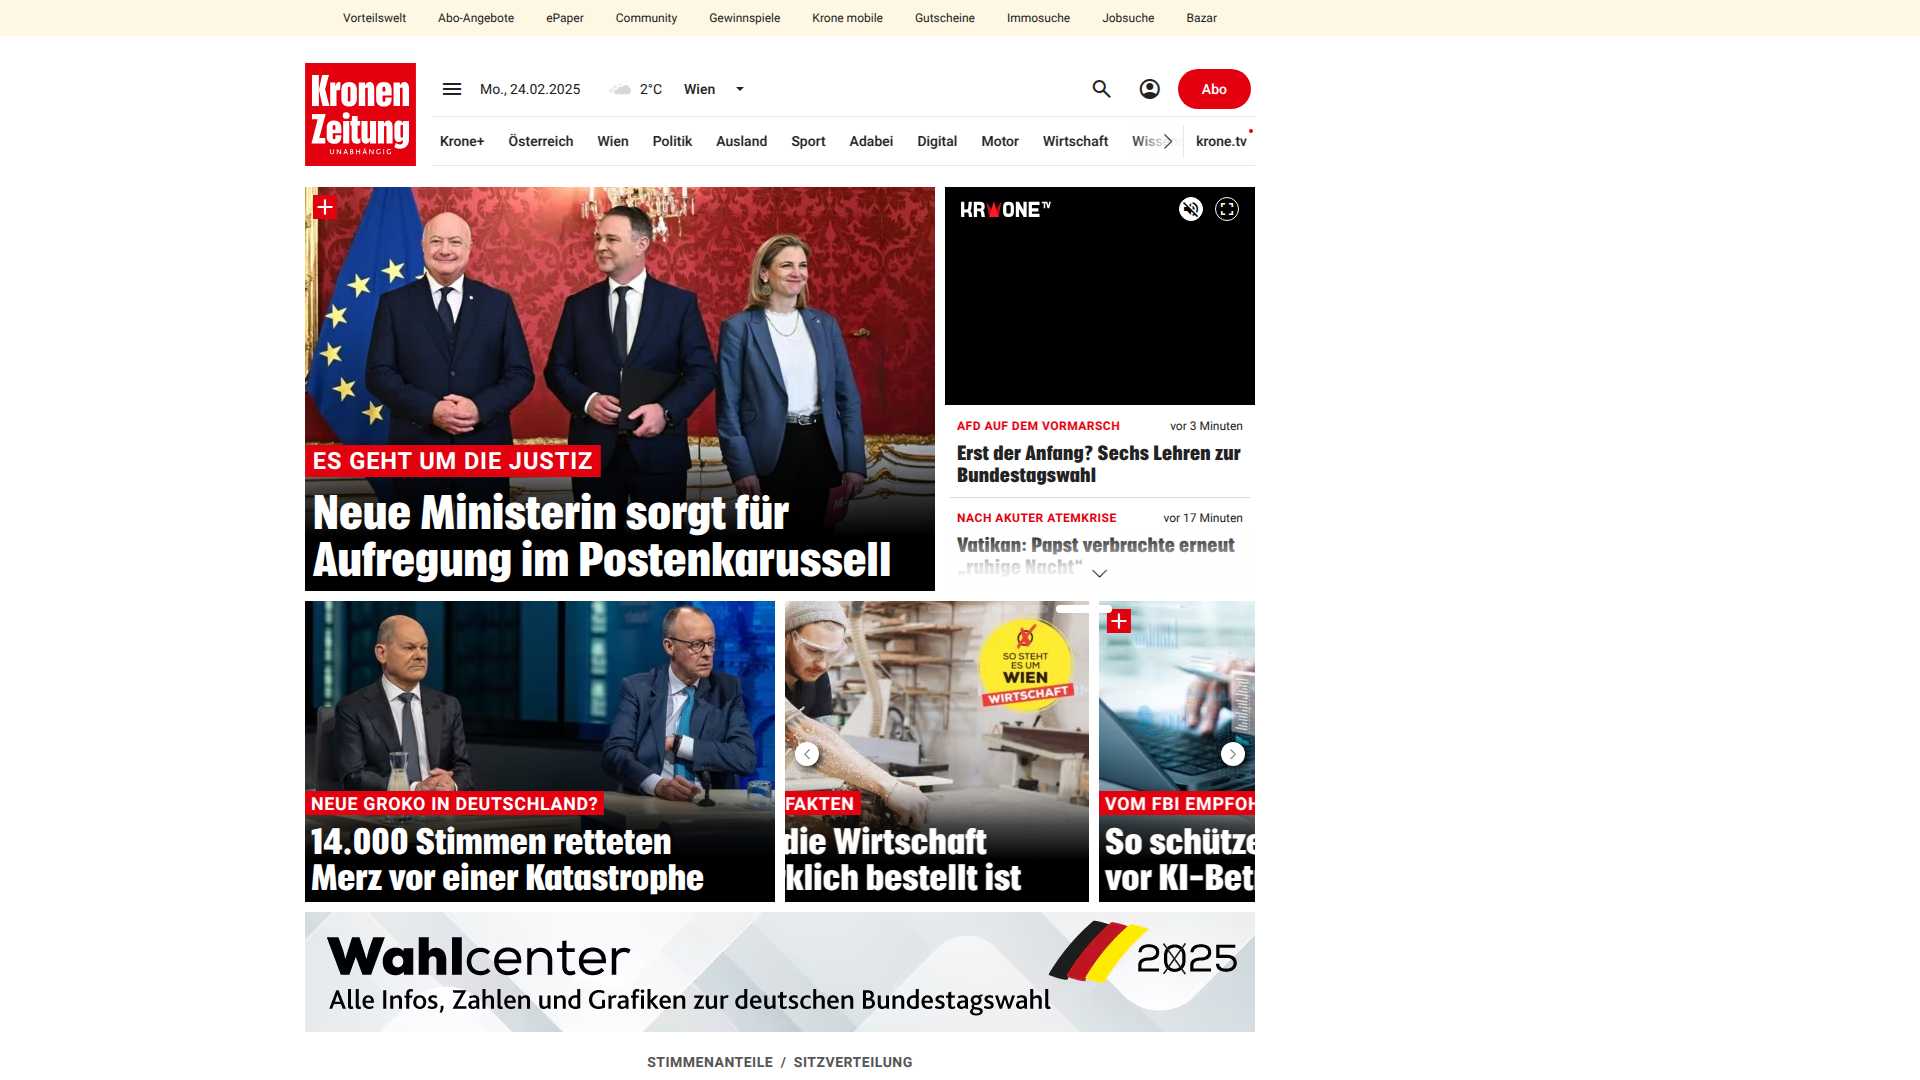 Vorteilswelt Abo-Angebote ePaper Community Gewinnspiele Krone mobile Gutscheine Immosuche Jobsuche Bazar
Kronen
Zeitung
UNABHÄNGIG
Mo., 24.02.2025 2°C Wien Abo
Krone+ Österreich Wien Politik Ausland Sport Adabei Digital Motor Wirtschaft Wiss krone.tv
ES GEHT UM DIE JUSTIZ
Neue Ministerin sorgt für
Aufregung im Postenkarussell
KRONE TV
AFD AUF DEM VORMARSCH vor 3 Minuten
Erst der Anfang? Sechs Lehren zur
Bundestagswahl
NACH AKUTER ATEMKRISE vor 17 Minuten
Vatikan: Papst verbrachte erneut
„ruhige Nacht“
NEUE GROKO IN DEUTSCHLAND?
14.000 Stimmen retteten
Merz vor einer Katastrophe
SO STEHT
ES UM
WIEN
WIRTSCHAFT
FAKTEN
die Wirtschaft
klich bestellt ist
VOM FBI EMPFOH
So schütze
vor KI-Bet
Wahlcenter
Alle Infos, Zahlen und Grafiken zur deutschen Bundestagswahl
2025
STIMMENANTEILE / SITZVERTEILUNG